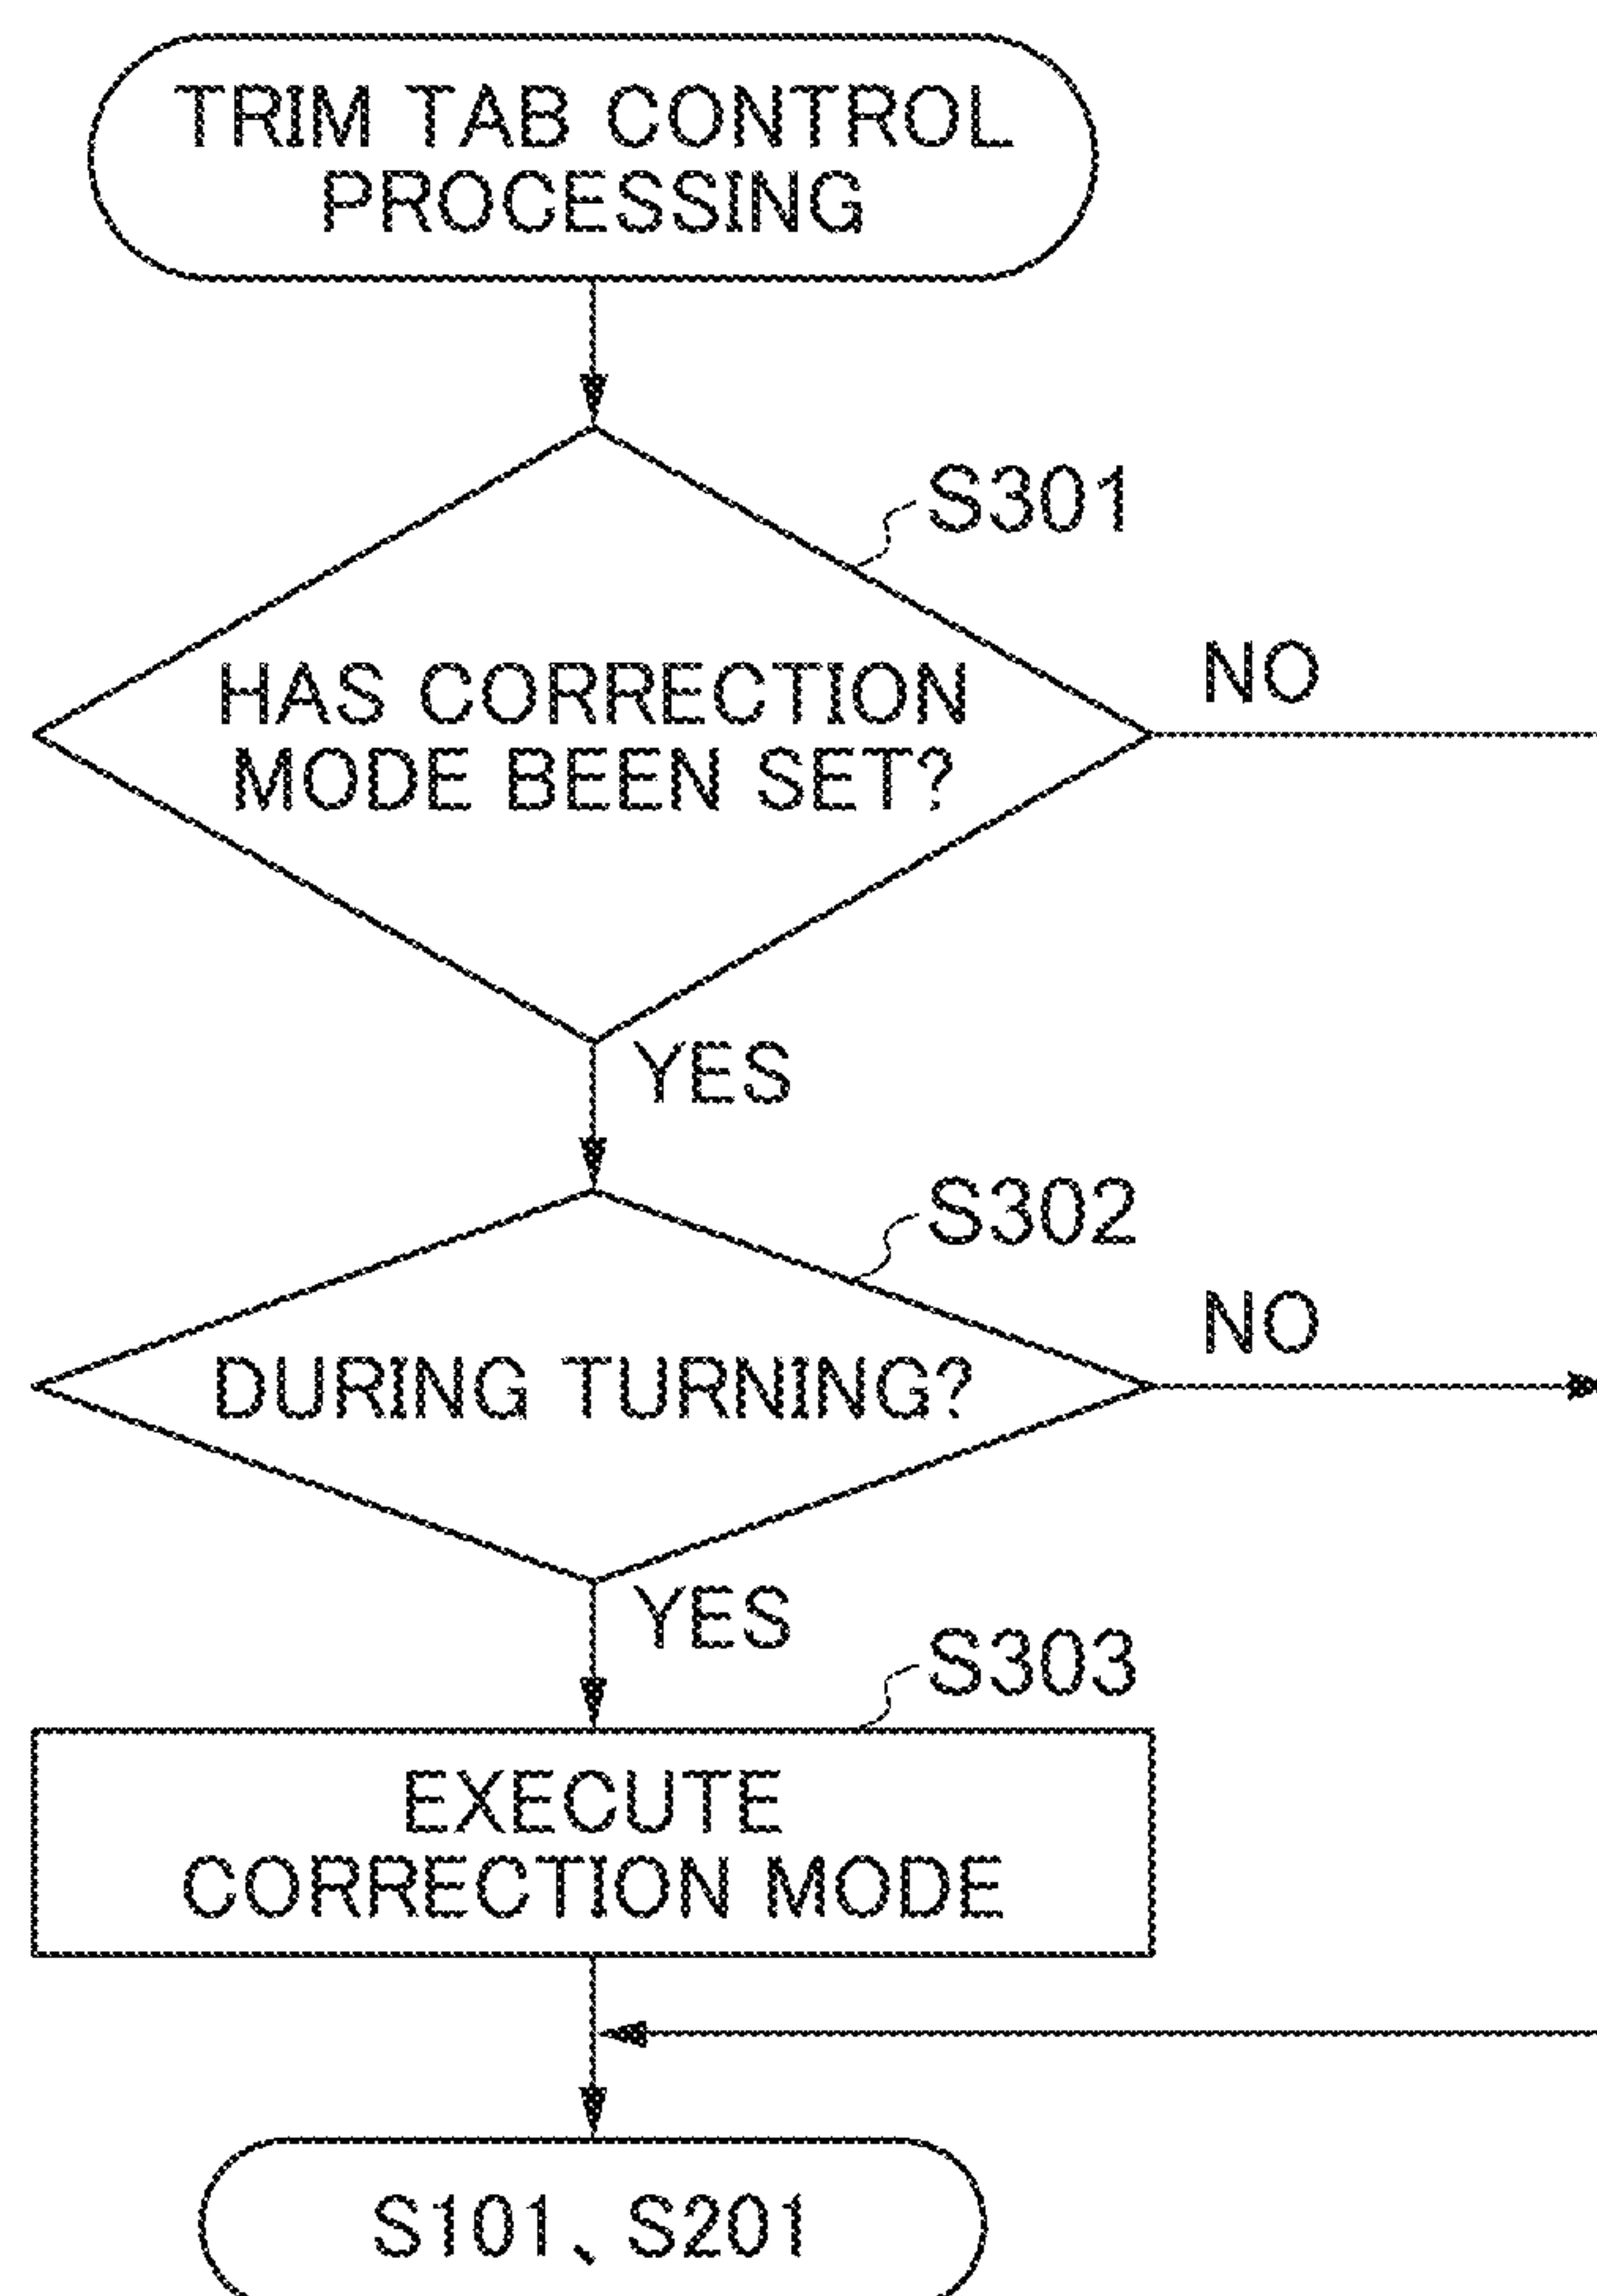 TRIM TAB CONTROL
PROCESSING
S301
HAS CORRECTION
MODE BEEN SET?
NO
YES
S302
DURING TURNING?
NO
YES
S303
EXECUTE
CORRECTION MODE
S101、S201